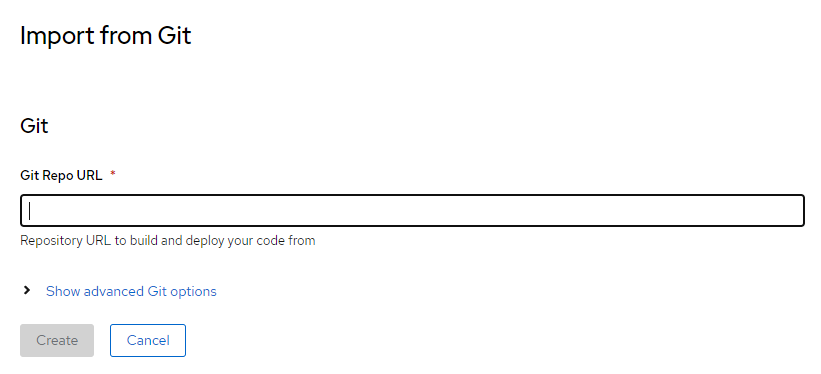 Import from Git
Git
Git Repo URL *
Repository URL to build and deploy your code from
Show advanced Git options
Create Cancel